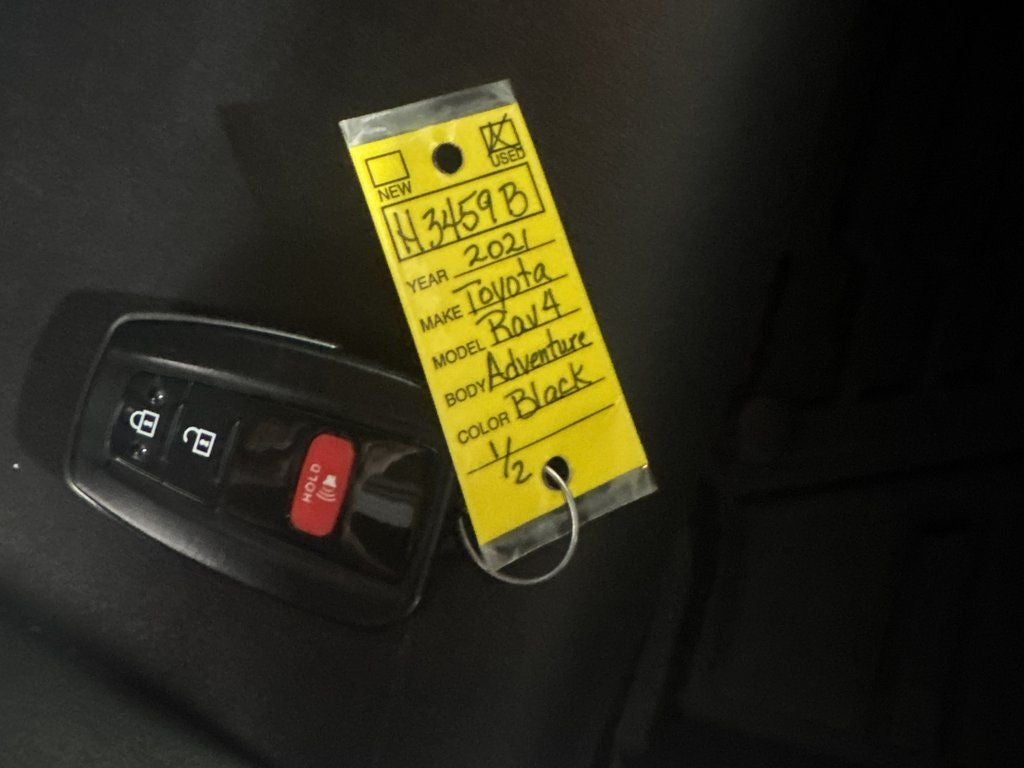 NEW USED
H3459B
YEAR 2021
MAKE Toyota
MODEL Rav4
BODY Adventure
COLOR Black
1/2
HOLD